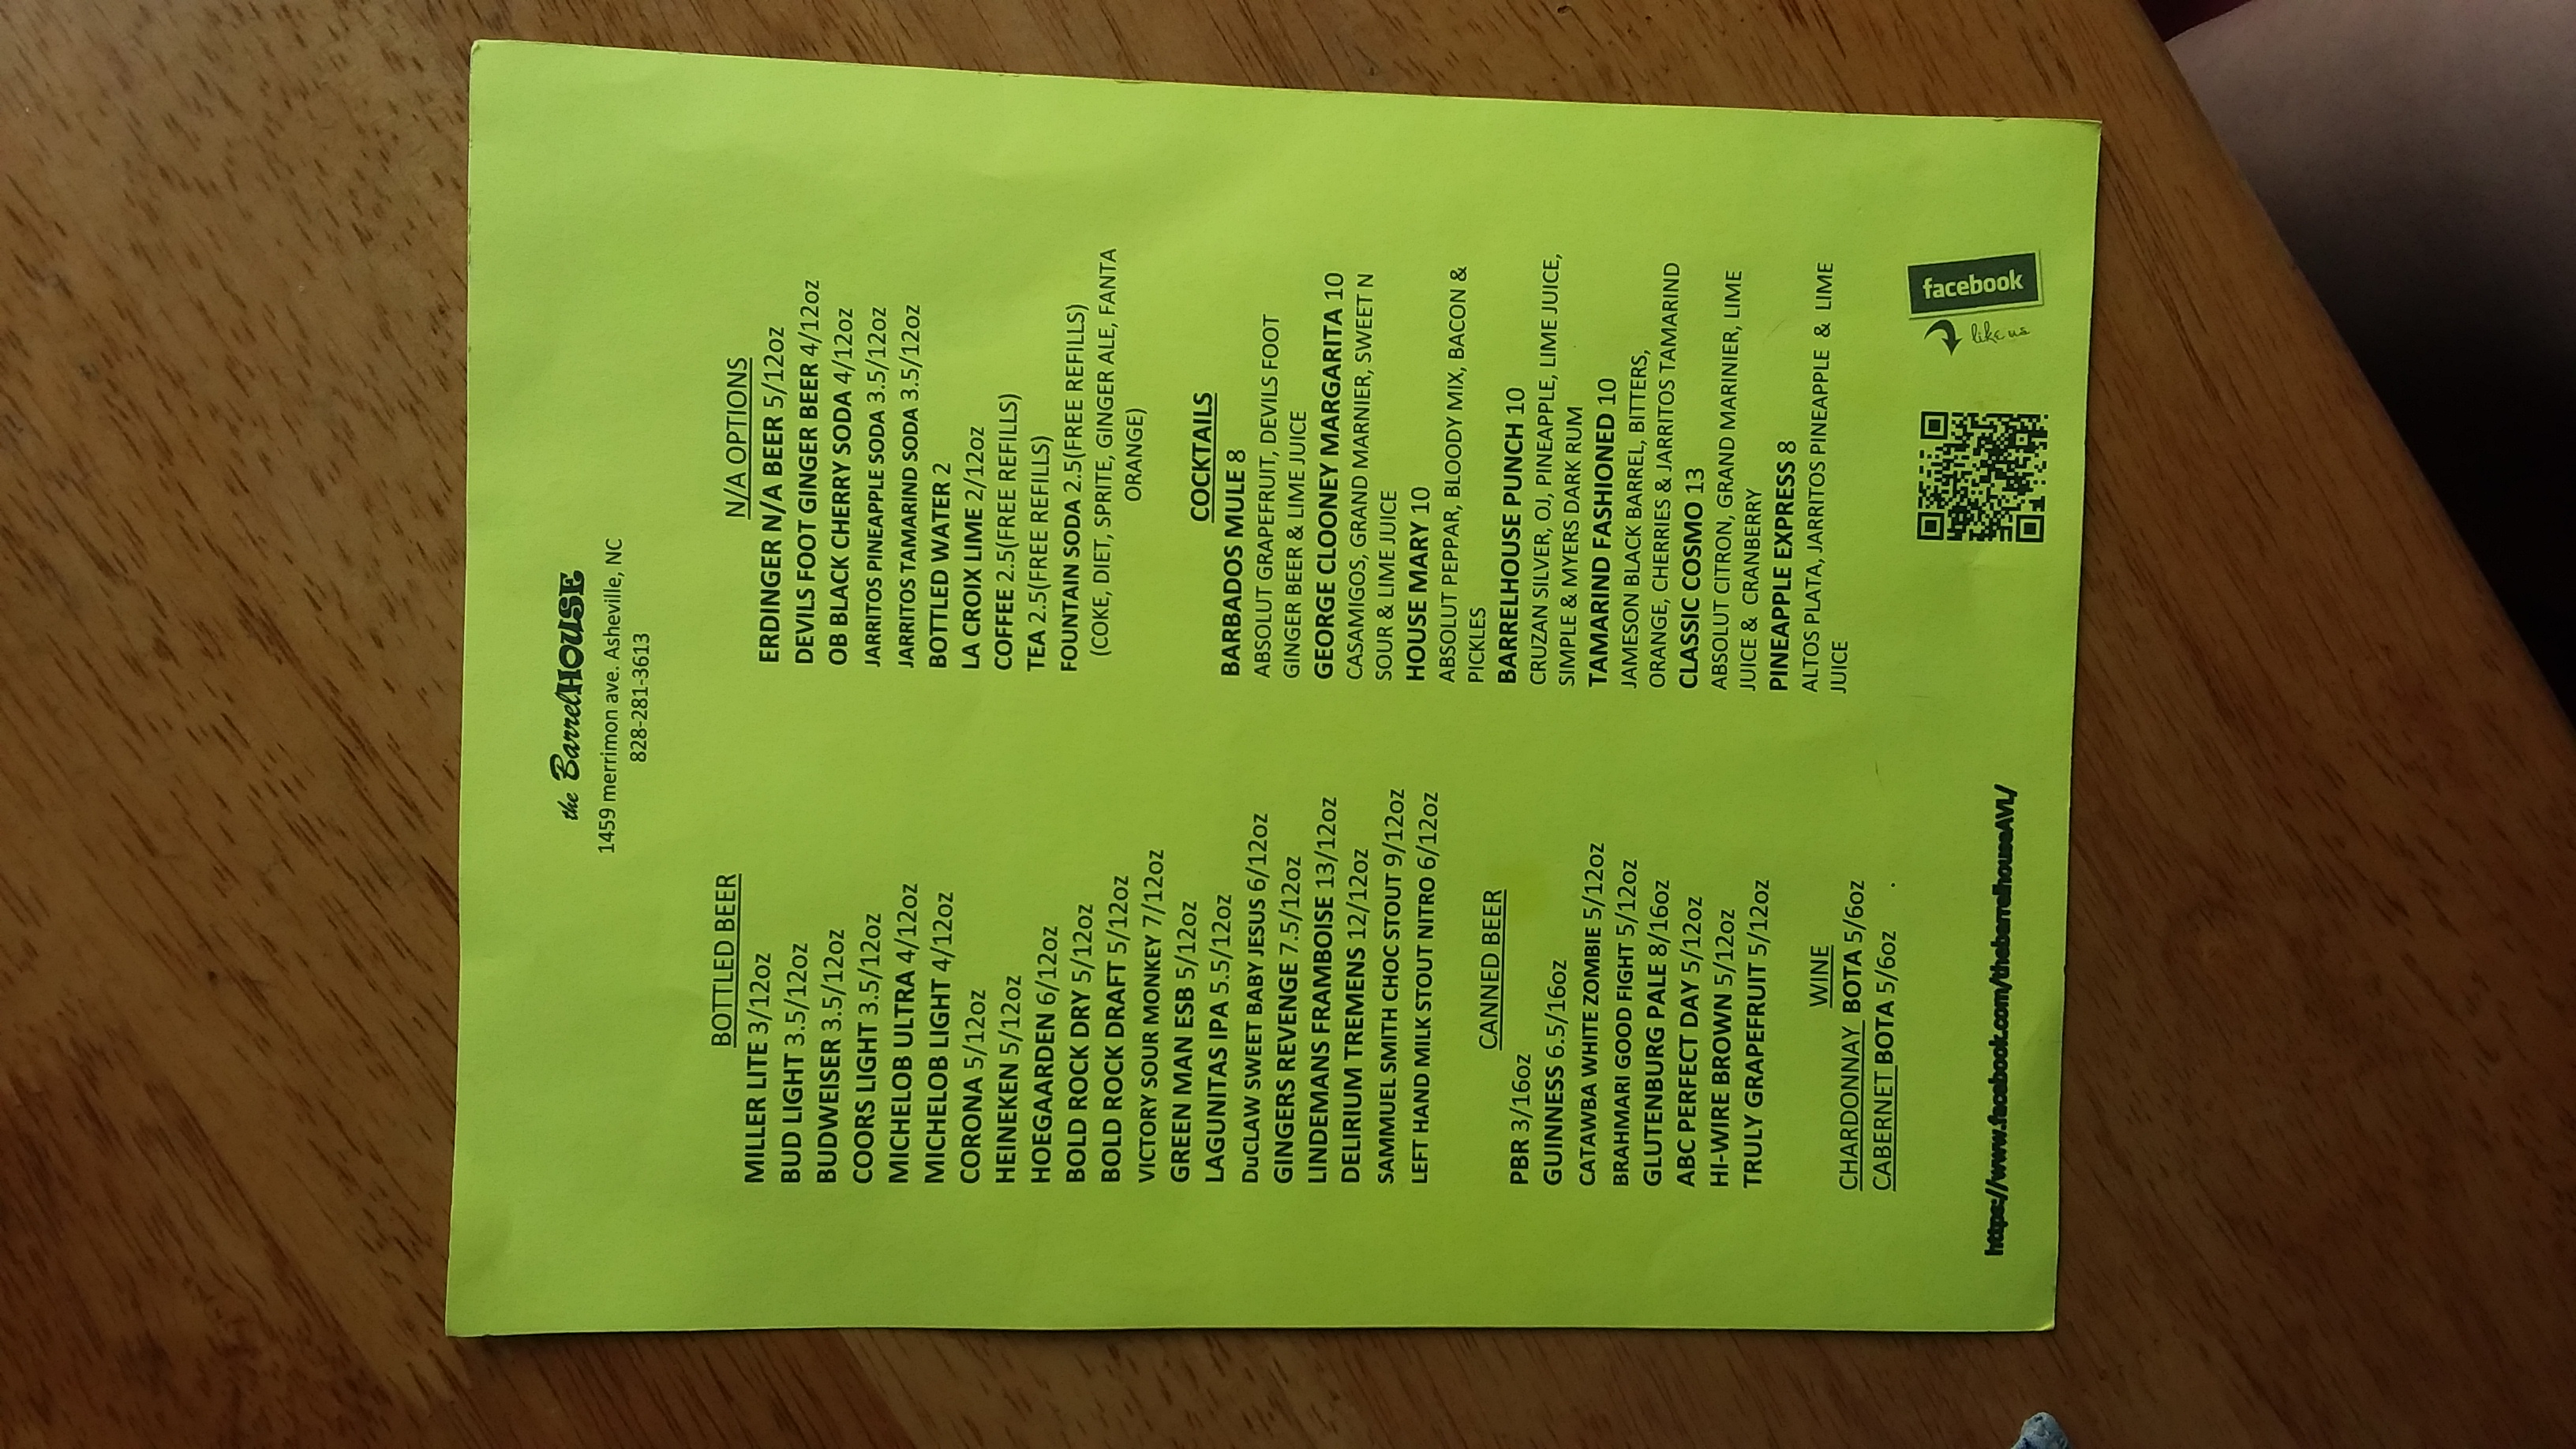 the BarrelHOUSE
1459 merrimon ave. Asheville, NC
828-281-3613
BOTTLED BEER
MILLER LITE 3/12oz
BUD LIGHT 3.5/12oz
BUDWEISER 3.5/12oz
COORS LIGHT 3.5/12oz
MICHELOB ULTRA 4/12oz
MICHELOB LIGHT 4/12oz
CORONA 5/12oz
HEINEKEN 5/12oz
HOEGAARDEN 6/12oz
BOLD ROCK DRY 5/12oz
BOLD ROCK DRAFT 5/12oz
VICTORY SOUR MONKEY 7/12oz
GREEN MAN ESB 5/12oz
LAGUNITAS IPA 5.5/12oz
DuCLAW SWEET BABY JESUS 6/12oz
GINGERS REVENGE 7.5/12oz
LINDEMANS FRAMBOISE 13/12oz
DELIRIUM TREMENS 12/12oz
SAMMUEL SMITH CHOC STOUT 9/12oz
LEFT HAND MILK STOUT NITRO 6/12oz
CANNED BEER
PBR 3/16oz
GUINNESS 6.5/16oz
CATAWBA WHITE ZOMBIE 5/12oz
BRAHMARI GOOD FIGHT 5/12oz
GLUTENBURG PALE 8/16oz
ABC PERFECT DAY 5/12oz
HI-WIRE BROWN 5/12oz
TRULY GRAPEFRUIT 5/12oz
WINE
CHARDONNAY BOTA 5/6oz
CABERNET BOTA 5/6oz .
https://www.facebook.com/thebarrelhouseAVL/
N/A OPTIONS
ERDINGER N/A BEER 5/12oz
DEVILS FOOT GINGER BEER 4/12oz
OB BLACK CHERRY SODA 4/12oz
JARRITOS PINEAPPLE SODA 3.5/12oz
JARRITOS TAMARIND SODA 3.5/12oz
BOTTLED WATER 2
LA CROIX LIME 2/12oz
COFFEE 2.5(FREE REFILLS)
TEA 2.5(FREE REFILLS)
FOUNTAIN SODA 2.5(FREE REFILLS)
(COKE, DIET, SPRITE, GINGER ALE, FANTA
ORANGE)
COCKTAILS
BARBADOS MULE 8
ABSOLUT GRAPEFRUIT, DEVILS FOOT
GINGER BEER & LIME JUICE
GEORGE CLOONEY MARGARITA 10
CASAMIGOS, GRAND MARNIER, SWEET N
SOUR & LIME JUICE
HOUSE MARY 10
ABSOLUT PEPPAR, BLOODY MIX, BACON &
PICKLES
BARRELHOUSE PUNCH 10
CRUZAN SILVER, OJ, PINEAPPLE, LIME JUICE,
SIMPLE & MYERS DARK RUM
TAMARIND FASHIONED 10
JAMESON BLACK BARREL, BITTERS,
ORANGE, CHERRIES & JARRITOS TAMARIND
CLASSIC COSMO 13
ABSOLUT CITRON, GRAND MARINIER, LIME
JUICE & CRANBERRY
PINEAPPLE EXPRESS 8
ALTOS PLATA, JARRITOS PINEAPPLE & LIME
JUICE
facebook
like us